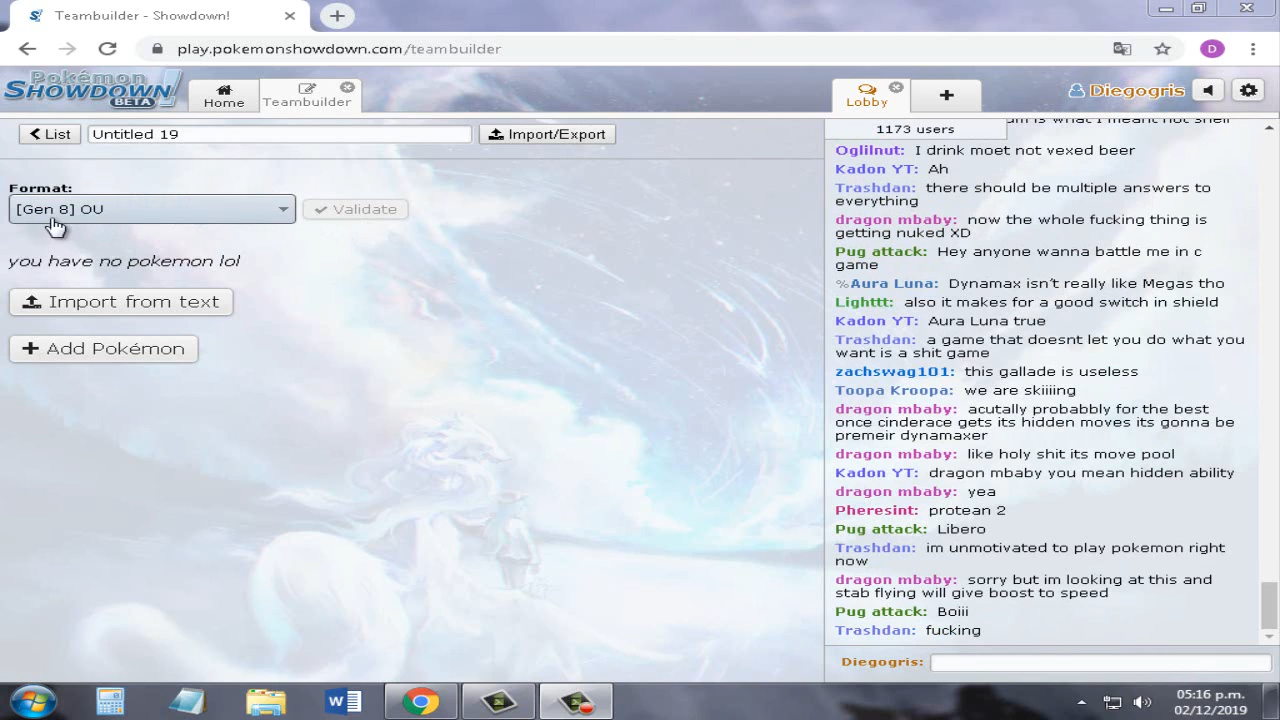 Teambuilder - Showdown!
play.pokemonshowdown.com/teambuilder
D
Pokémon
SHOWDOWN
BETA
Home
Teambuilder
Lobby
Diegogris
List
Untitled 19
Import/Export
1173 users
Format:
[Gen 8] OU
Validate
you have no pokemon lol
Import from text
Add Pokémon
is what I meant not shell
Oglilnut: I drink moet not vexed beer
Kadon YT: Ah
Trashdan: there should be multiple answers to
everything
dragon mbaby: now the whole fucking thing is
getting nuked XD
Pug attack: Hey anyone wanna battle me in c
game
%Aura Luna: Dynamax isn't really like Megas tho
Lighttt: also it makes for a good switch in shield
Kadon YT: Aura Luna true
Trashdan: a game that doesnt let you do what you
want is a shit game
zachswag101: this gallade is useless
Toopa Kroopa: we are skiiiing
dragon mbaby: acutally probabbly for the best
once cinderace gets its hidden moves its gonna be
premeir dynamaxer
dragon mbaby: like holy shit its move pool
Kadon YT: dragon mbaby you mean hidden ability
dragon mbaby: yea
Pheresint: protean 2
Pug attack: Libero
Trashdan: im unmotivated to play pokemon right
now
dragon mbaby: sorry but im looking at this and
stab flying will give boost to speed
Pug attack: Boiii
Trashdan: fucking
Diegogris:
05:16 p.m.
02/12/2019